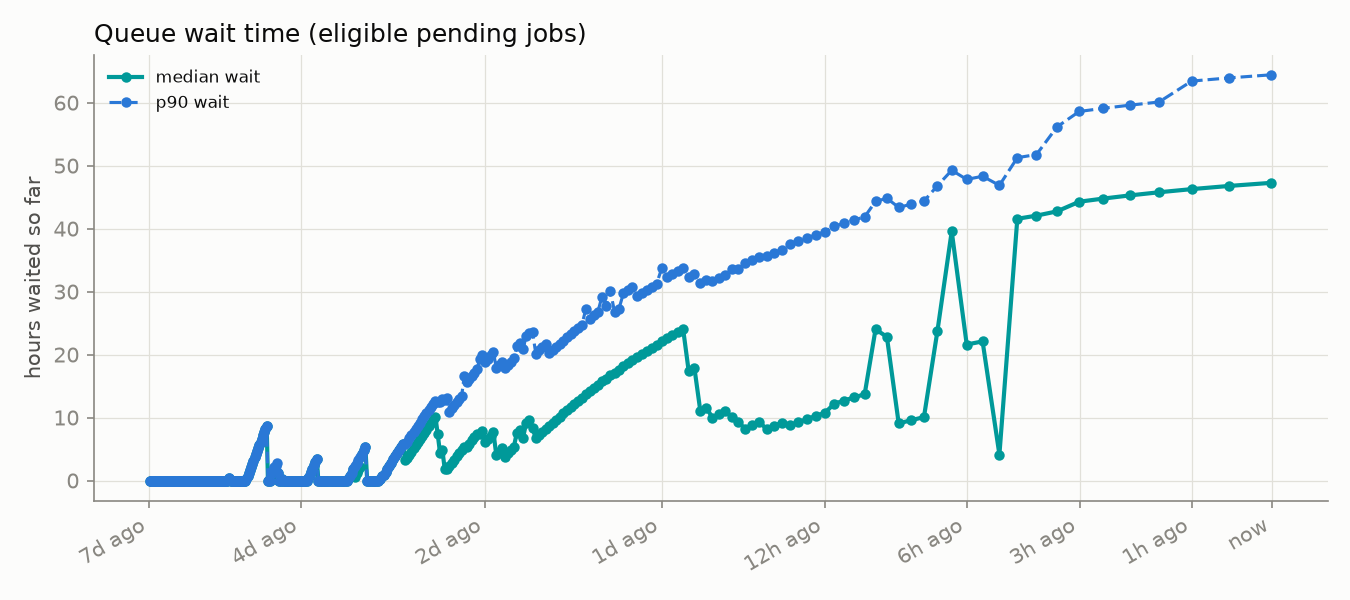 Queue wait time (eligible pending jobs)
median wait
p90 wait
hours waited so far
60
50
40
30
20
10
0
7d ago
4d ago
2d ago
1d ago
12h ago
6h ago
3h ago
1h ago
now